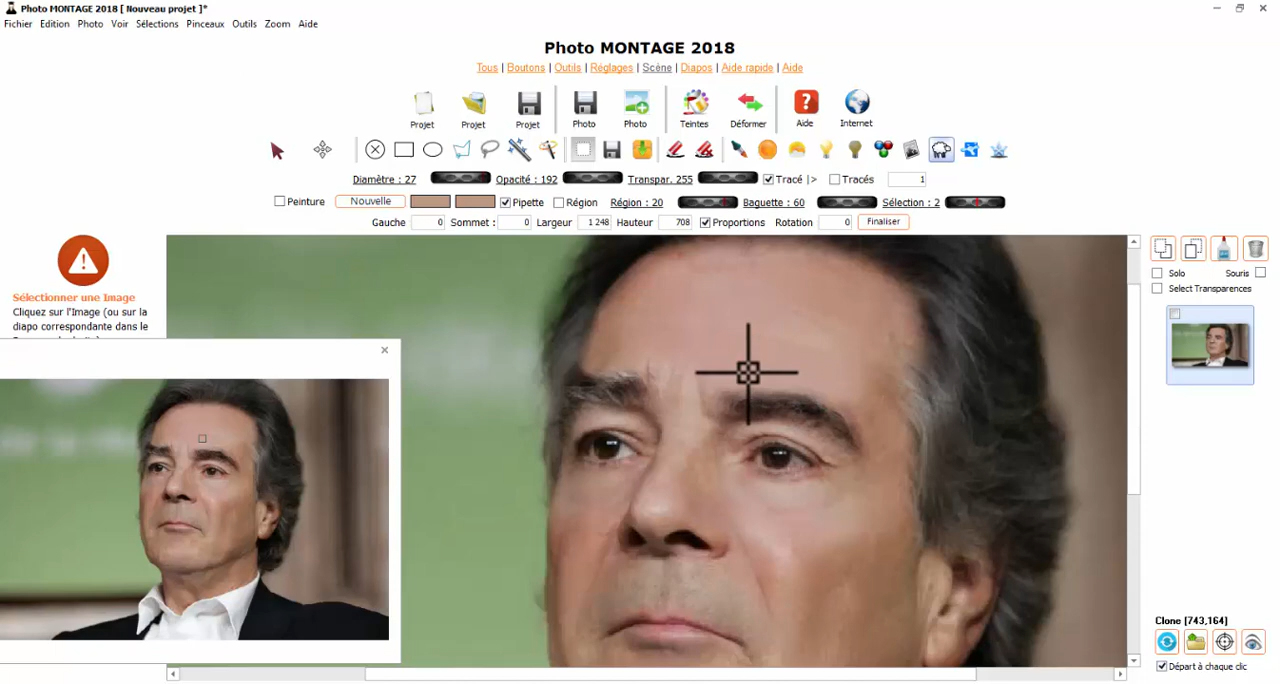 Photo MONTAGE 2018 [ Nouveau projet ]*
Fichier Edition Photo Voir Sélections Pinceaux Outils Zoom Aide
Photo MONTAGE 2018
Tous | Boutons | Outils | Réglages | Scène | Diapos | Aide rapide | Aide
Projet Projet Projet Photo Photo Teintes Déformer Aide Internet
Diamètre : 27 Opacité : 192 Transpar. 255 Tracé |> Tracés 1
Peinture Nouvelle Pipette Région Région : 20 Baguette : 60 Sélection : 2
Gauche 0 Sommet : 0 Largeur 1 248 Hauteur 708 Proportions Rotation 0 Finaliser
Sélectionner une Image
Cliquez sur l'Image (ou sur la
diapo correspondante dans le
Solo Souris
Select Transparences
Clone [743,164]
Départ à chaque clic